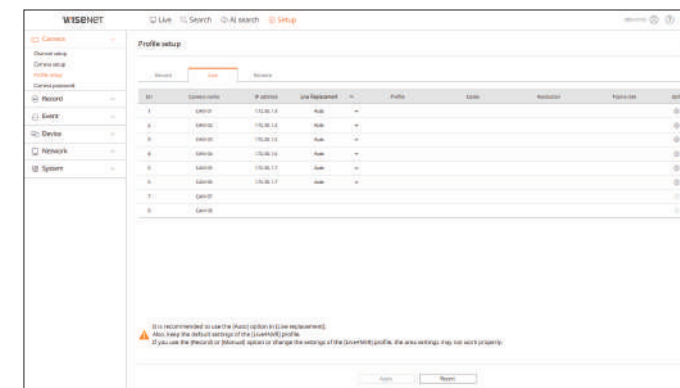 WISENET
Live Search AI search Setup
Camera
Channel setup
Camera setup
Profile setup
Camera password
Record
Event
Device
Network
System
Profile setup
Record Live Network
Camera name IP address Live Replacement Profile Codec Resolution Frame rate
1 CAM 01 Auto
2 CAM 02 Auto
3 CAM 03 Auto
4 CAM 04 Auto
5 CAM 05 Auto
6 CAM 06 Auto
7 CAM 07
8 CAM 08
It is recommended to use the [Auto] option in [Live replacement].
Also, keep the default settings of the [Live4NVR] profile.
If you use the [Record] or [Manual] option or change the settings of the [Live4NVR] profile, the area settings may not work properly.
Apply Revert